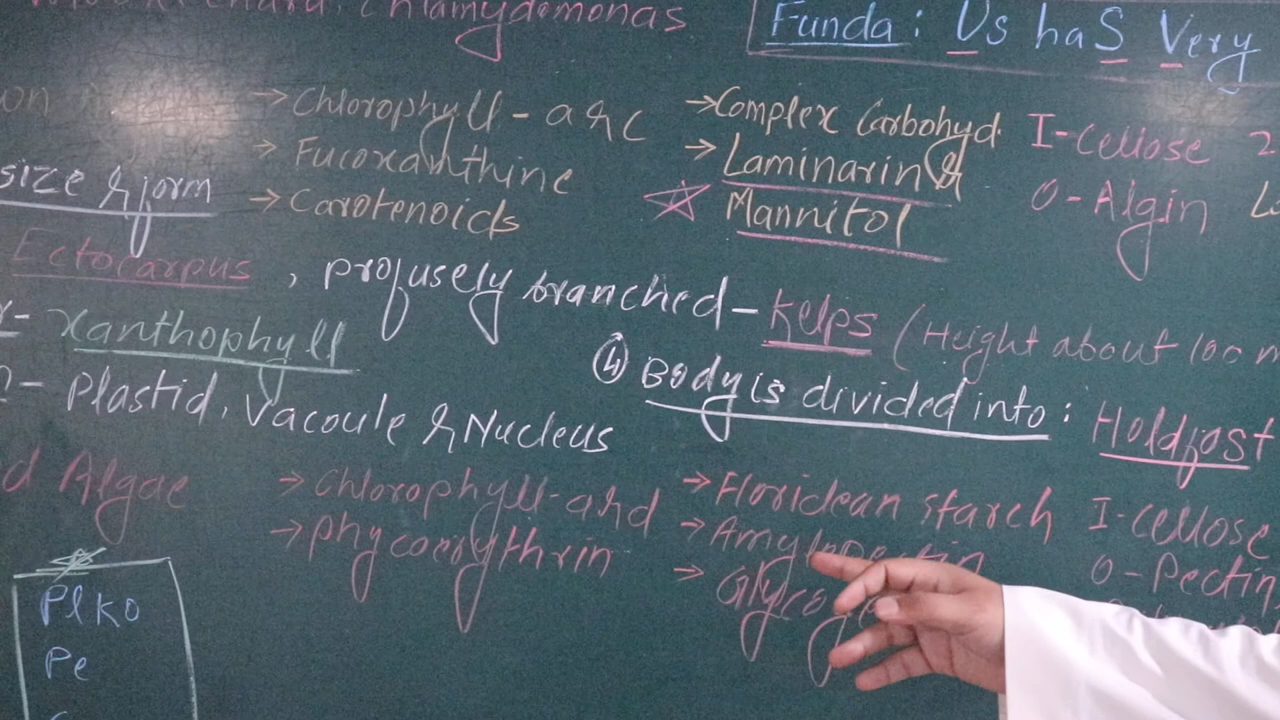 Chlamydomonas
Funda : Us haS Very
→ Chlorophyll - a & c
→ Fucoxanthine
→ Carotenoids
→ Complex Carbohyd.
→ Laminarin &
Mannitol
I - Cellose 2
O - Algin
size & form
Ectocarpus , profusely branched – Kelps (Height about 100 m
- Xanthophyll
- Plastid, Vacoule & Nucleus
④ Body is divided into : Holdfast
d Algae
→ Chlorophyll - a & d
→ Phycoerythrin
→ Floridean starch
→ Amylopectin
→ Glyco
I - Cellose
O - Pectin
Plko
Pe